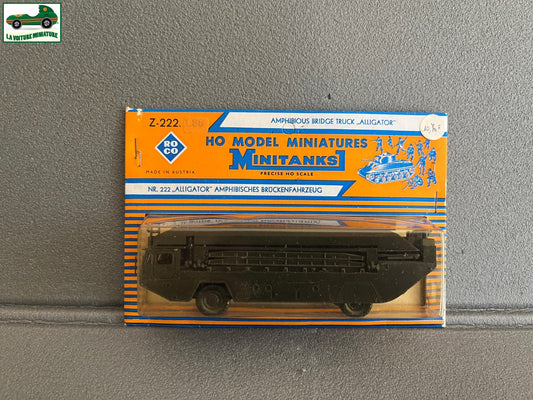 LA VOITURE MINIATURE
Z-222
AMPHIBIOUS BRIDGE TRUCK „ALLIGATOR"
HO MODEL MINIATURES
ROCO
MINITANKS
MADE IN AUSTRIA
PRECISE HO SCALE
NR. 222 „ALLIGATOR" AMPHIBISCHES BRÜCKENFAHRZEUG